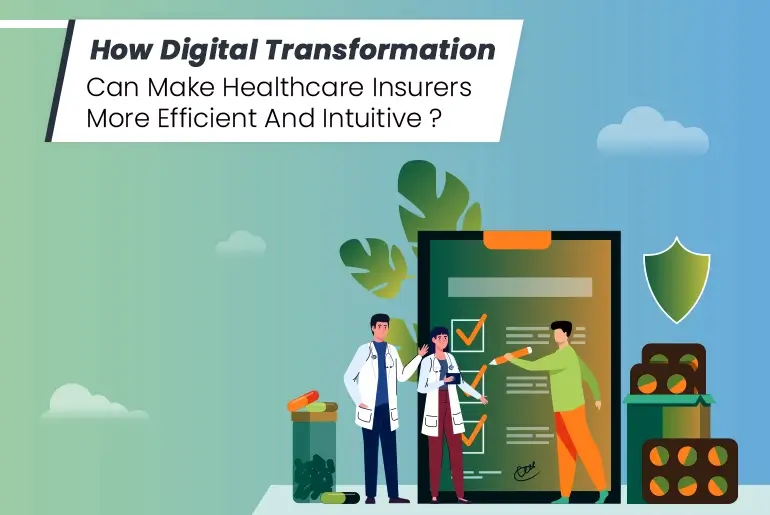 How Digital Transformation
Can Make Healthcare Insurers
More Efficient And Intuitive ?